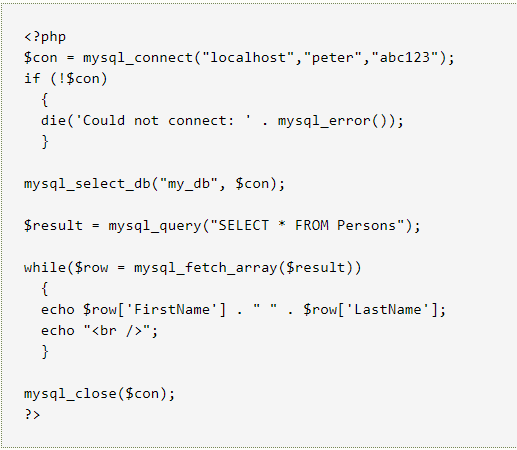 <?php
$con = mysql_connect("localhost","peter","abc123");
if (!$con)
{
die('Could not connect: ' . mysql_error());
}
mysql_select_db("my_db", $con);
$result = mysql_query("SELECT * FROM Persons");
while($row = mysql_fetch_array($result))
{
echo $row['FirstName'] . " " . $row['LastName'];
echo "<br />";
}
mysql_close($con);
?>